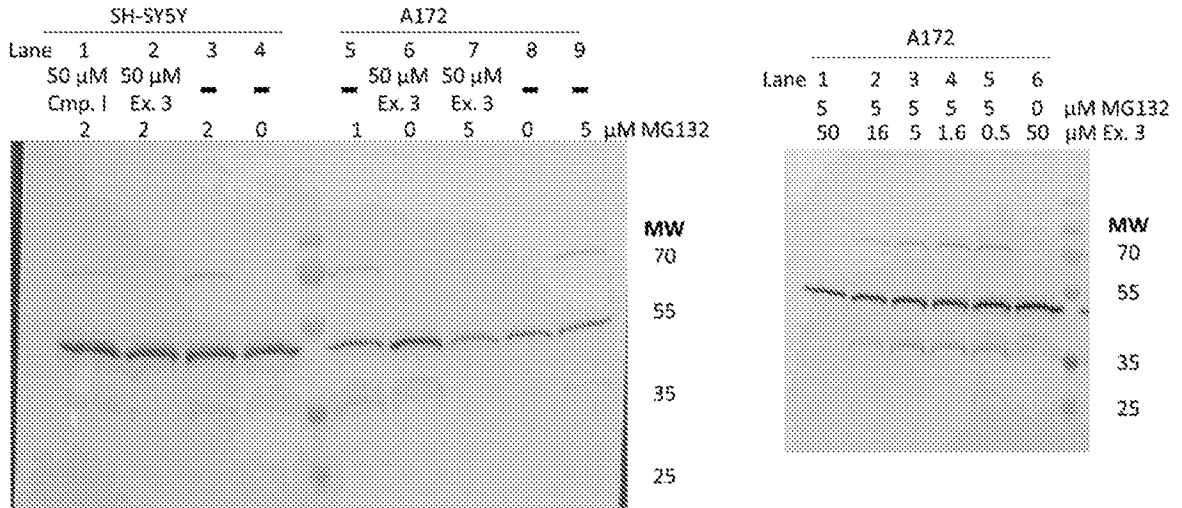 SH-SY5Y A172
Lane 1 2 3 4 5 6 7 8 9
50 μM 50 μM - - - 50 μM 50 μM - -
Cmp. I Ex. 3 Ex. 3 Ex. 3
2 2 2 0 1 0 5 0 5 μM MG132
MW
70
55
35
25
A172
Lane 1 2 3 4 5 6
5 5 5 5 5 0 μM MG132
50 16 5 1.6 0.5 50 μM Ex. 3
MW
70
55
35
25